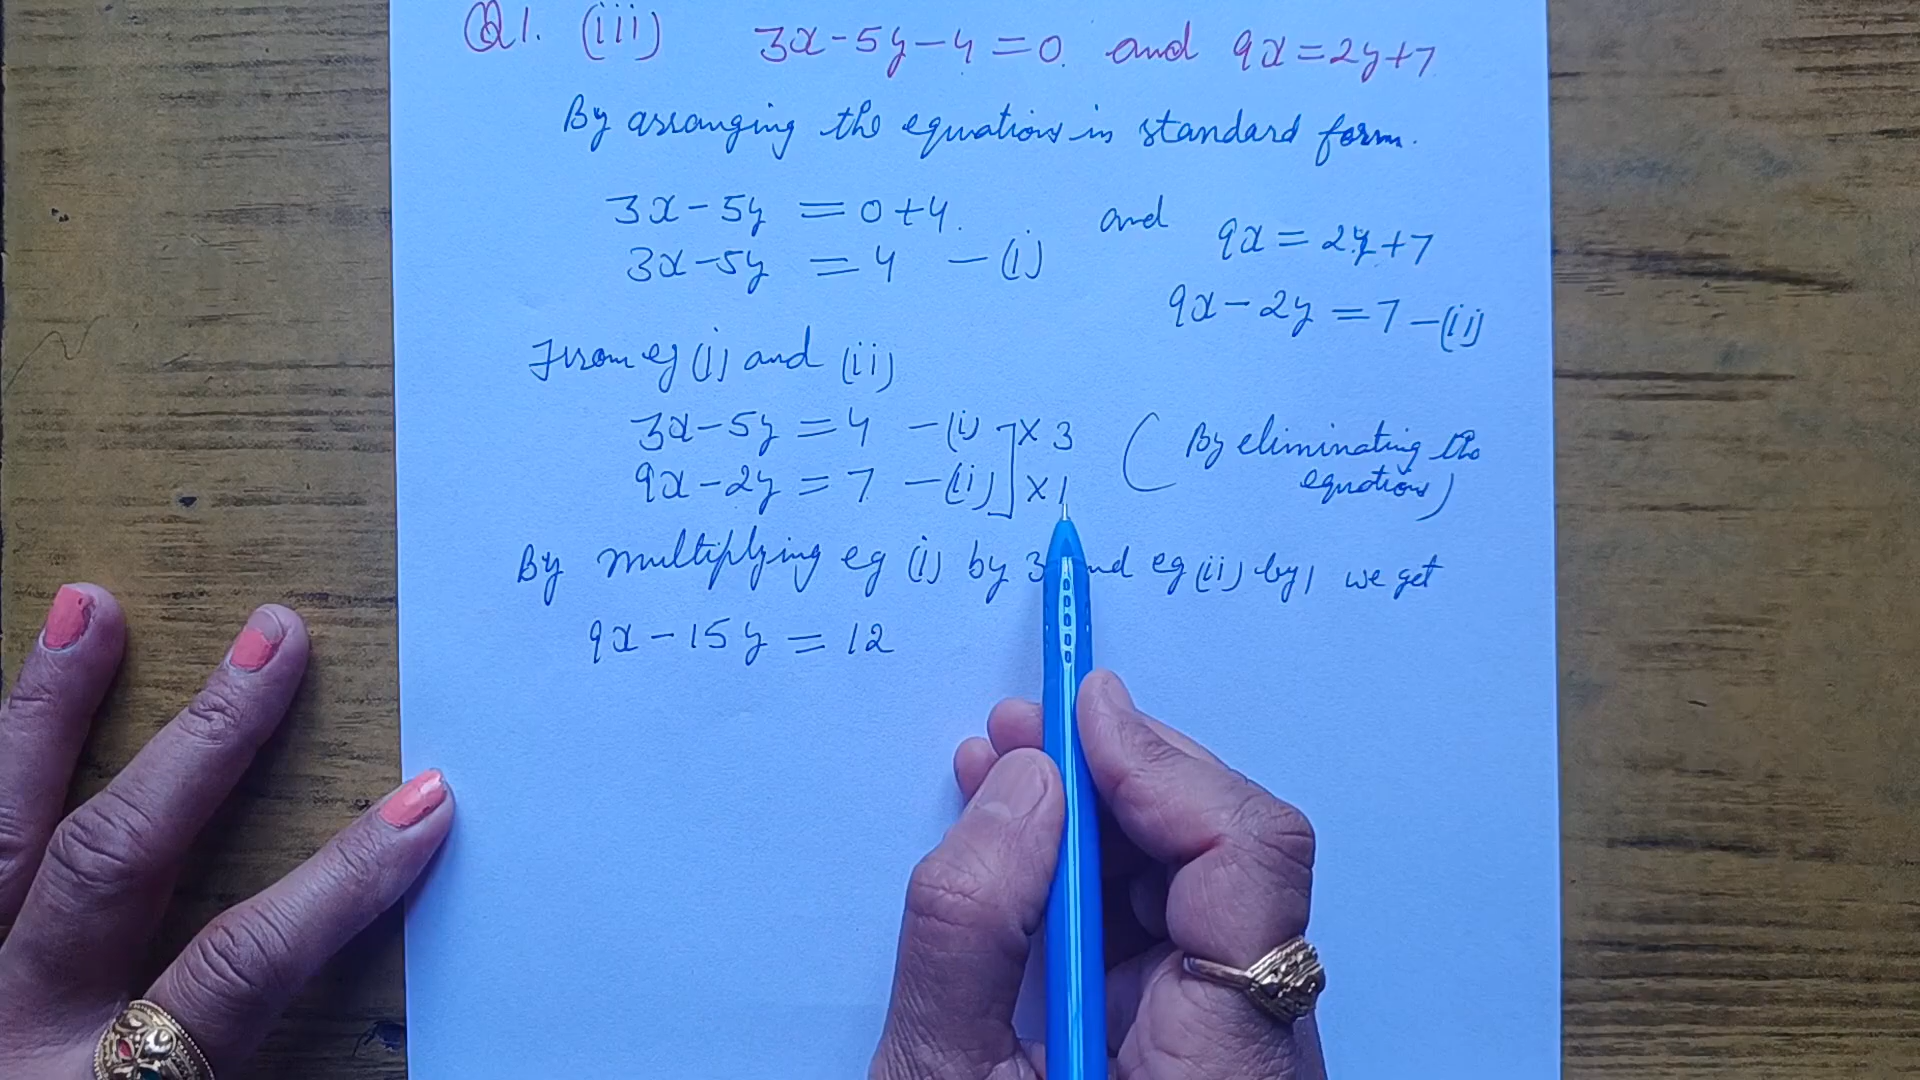 Q1. (iii) 3x-5y-4=0. and 9x=2y+7
By arranging the equations in standard form.
3x-5y = 0+4. and 9x=2y+7
3x-5y = 4 -(i)
9x-2y = 7 -(ii)
From eq (i) and (ii)
3x-5y = 4 -(i) ] × 3 (By eliminating the
9x-2y = 7 -(ii) ] × 1 equations)
By multiplying eq (i) by 3 and eq (ii) by 1 we get
9x-15y = 12